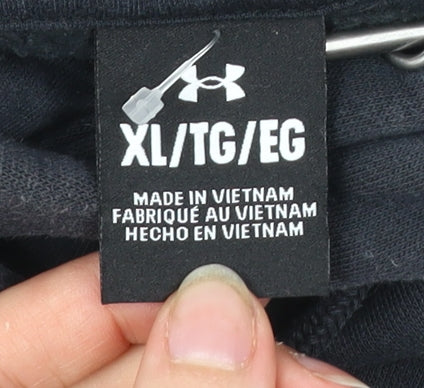 XL/TG/EG
MADE IN VIETNAM
FABRIQUÉ AU VIETNAM
HECHO EN VIETNAM